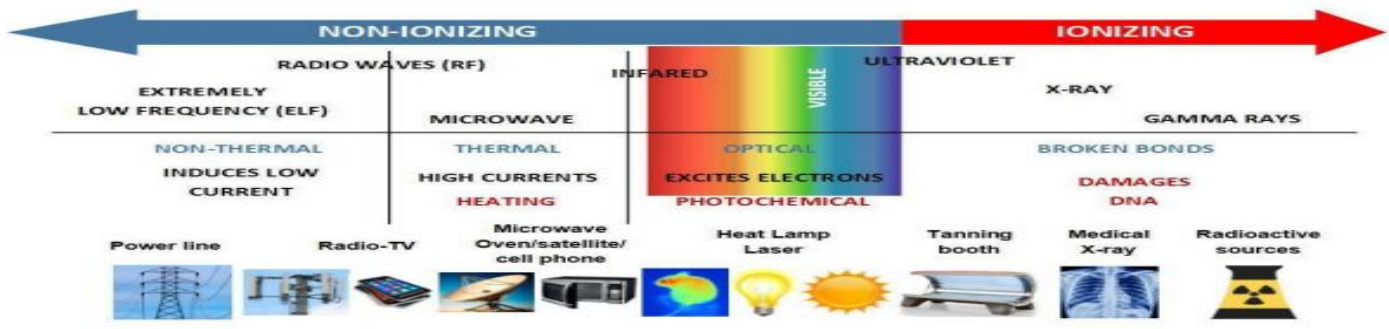 NON-IONIZING
IONIZING
RADIO WAVES (RF)
INFARED
VISIBLE
ULTRAVIOLET
EXTREMELY
LOW FREQUENCY (ELF)
X-RAY
MICROWAVE
GAMMA RAYS
NON-THERMAL
THERMAL
OPTICAL
BROKEN BONDS
INDUCES LOW
CURRENT
HIGH CURRENTS
EXCITES ELECTRONS
DAMAGES
DNA
HEATING
PHOTOCHEMICAL
Power line
Radio-TV
Microwave
Oven/satellite/
cell phone
Heat Lamp
Laser
Tanning
booth
Medical
X-ray
Radioactive
sources